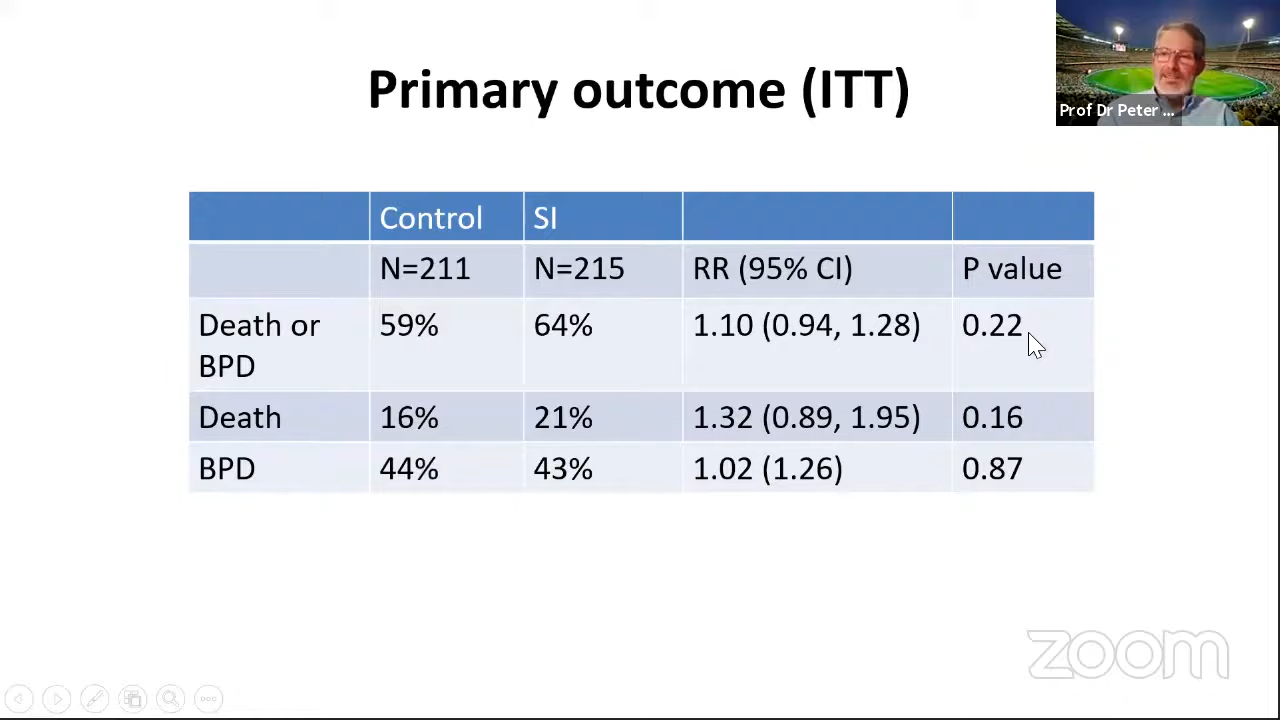 Primary outcome (ITT)
Prof Dr Peter ...
Control SI
N=211 N=215 RR (95% CI) P value
Death or BPD 59% 64% 1.10 (0.94, 1.28) 0.22
Death 16% 21% 1.32 (0.89, 1.95) 0.16
BPD 44% 43% 1.02 (1.26) 0.87
zoom